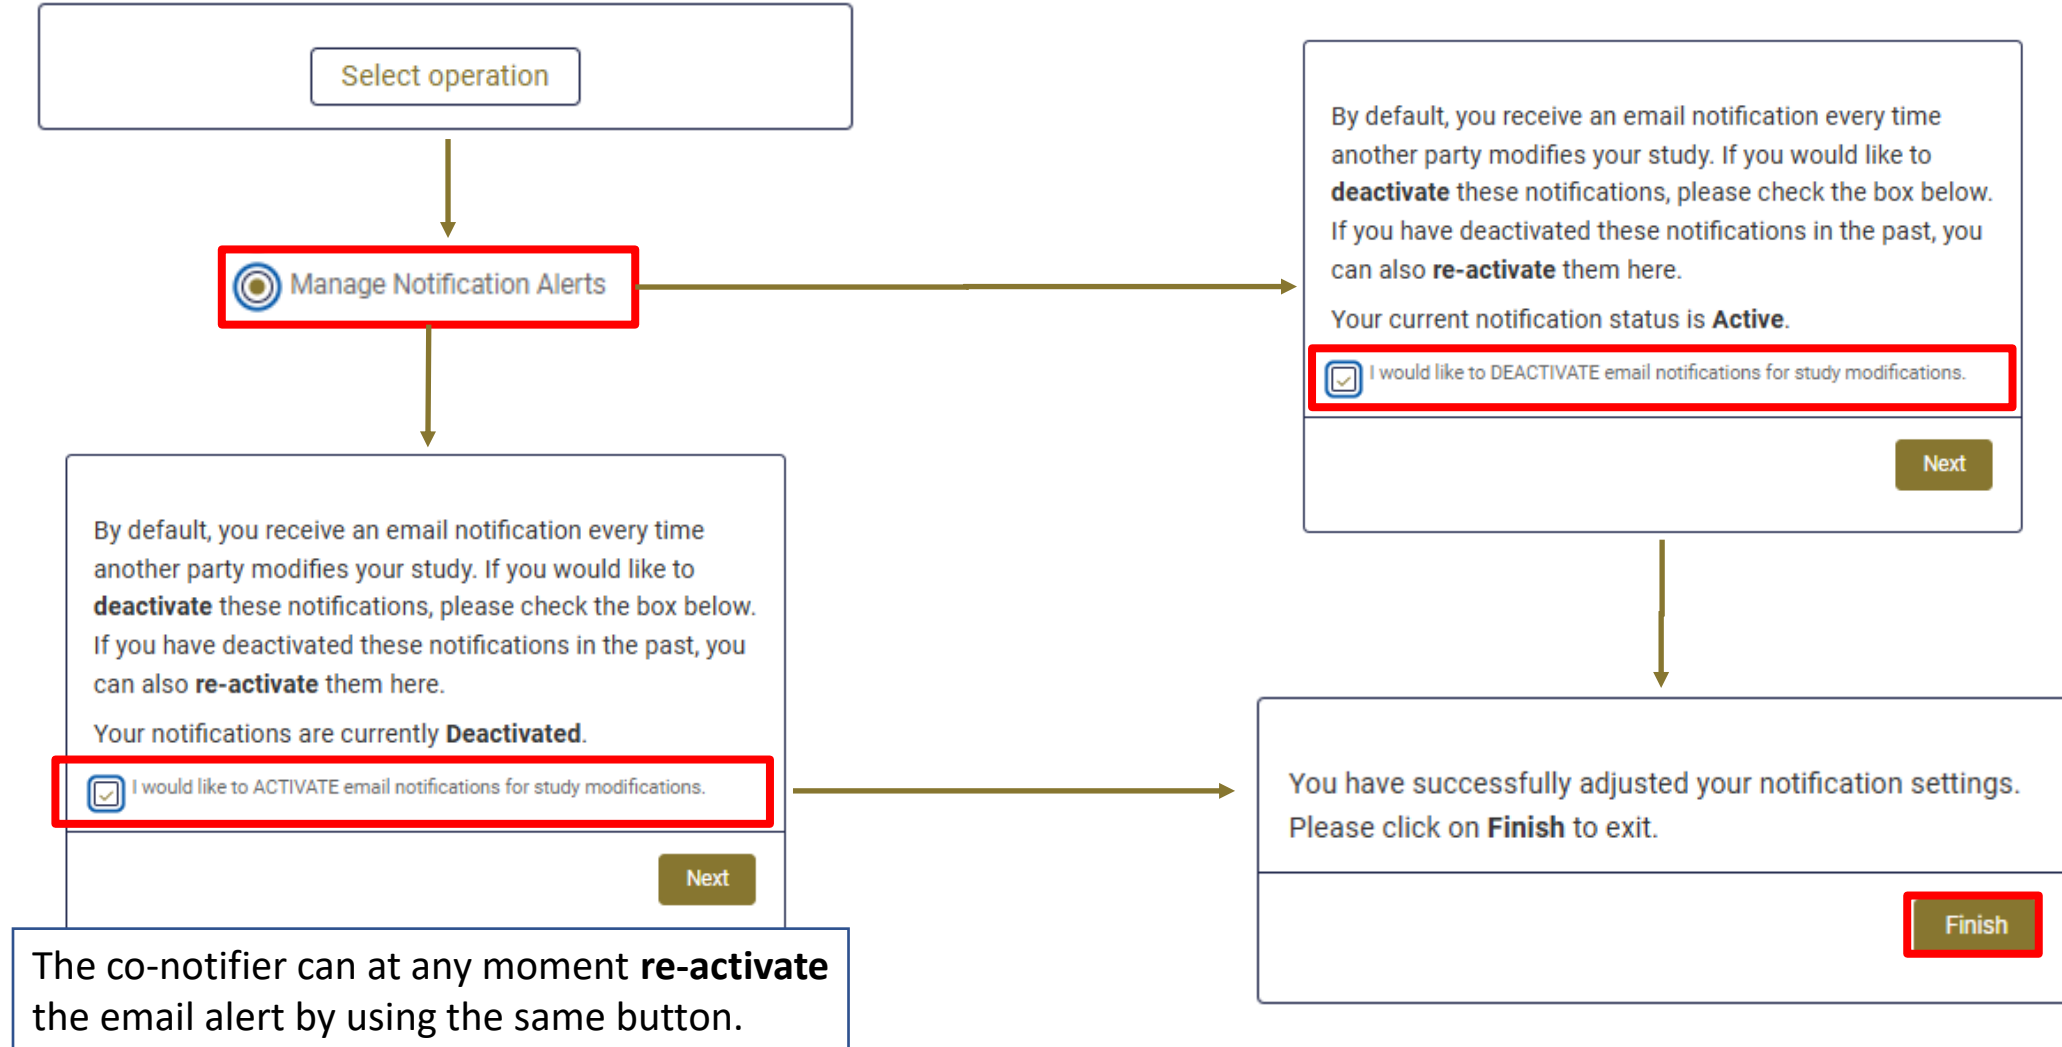 Select operation
Manage Notification Alerts
By default, you receive an email notification every time
another party modifies your study. If you would like to
deactivate these notifications, please check the box below.
If you have deactivated these notifications in the past, you
can also re-activate them here.
Your current notification status is Active.
I would like to DEACTIVATE email notifications for study modifications.
Next
By default, you receive an email notification every time
another party modifies your study. If you would like to
deactivate these notifications, please check the box below.
If you have deactivated these notifications in the past, you
can also re-activate them here.
Your notifications are currently Deactivated.
I would like to ACTIVATE email notifications for study modifications.
Next
The co-notifier can at any moment re-activate
the email alert by using the same button.
You have successfully adjusted your notification settings.
Please click on Finish to exit.
Finish